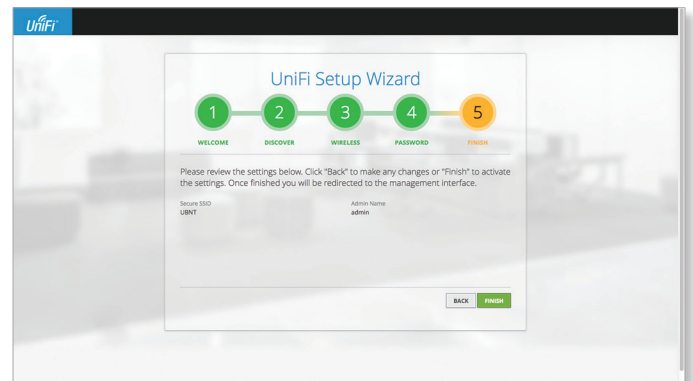 UniFi
UniFi Setup Wizard
1 2 3 4 5
WELCOME DISCOVER WIRELESS PASSWORD FINISH
Please review the settings below. Click "Back" to make any changes or "Finish" to activate
the settings. Once finished you will be redirected to the management interface.
Secure SSID Admin Name
UBNT admin
BACK FINISH